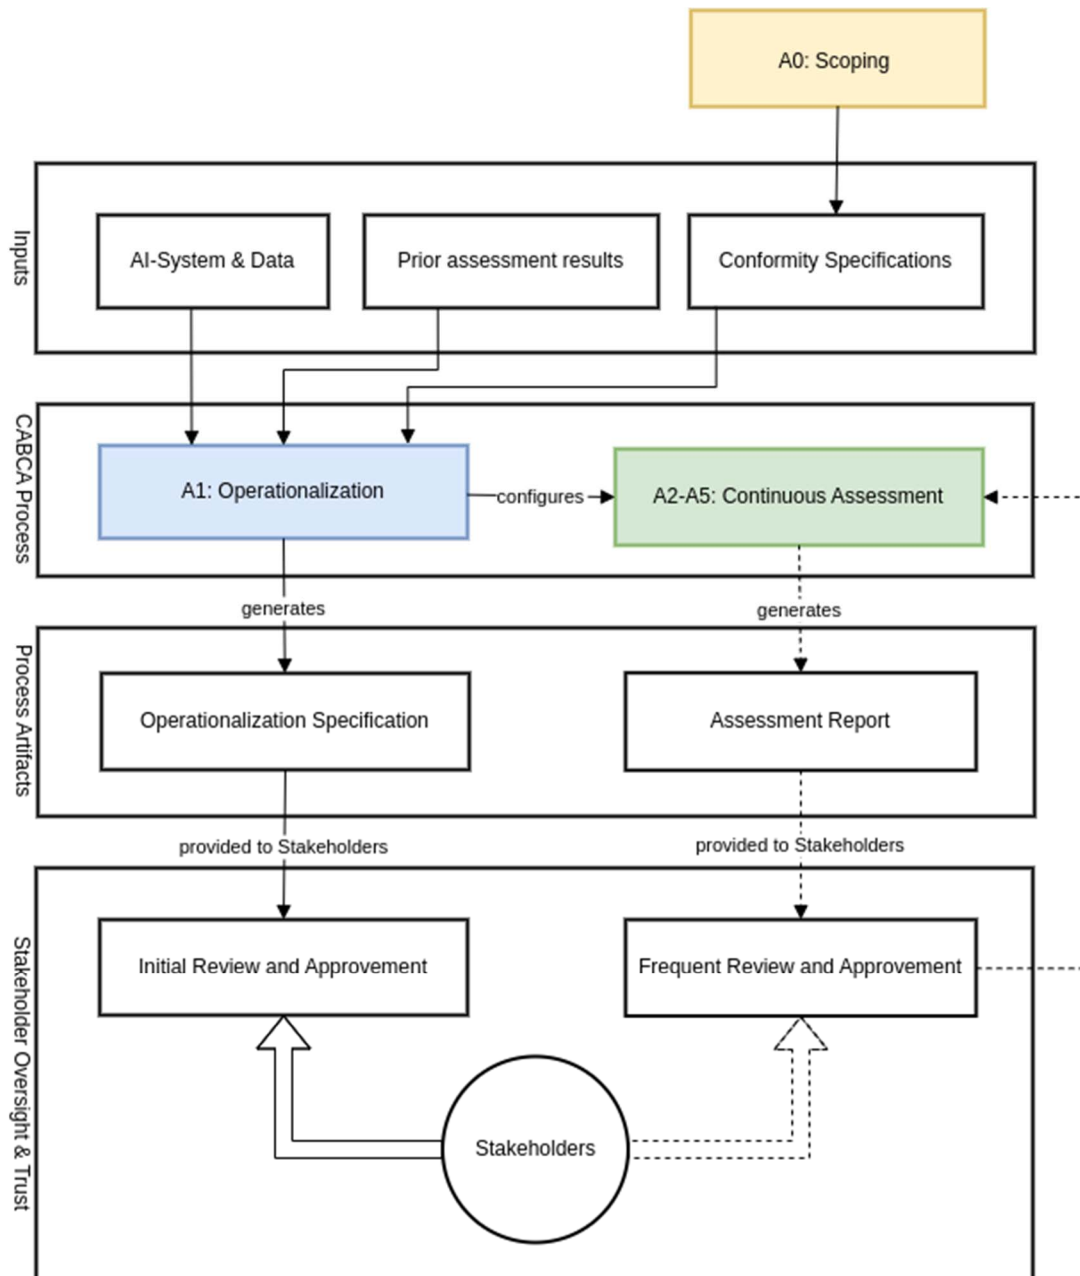 A0: Scoping
Inputs
AI-System & Data
Prior assessment results
Conformity Specifications
CABCA Process
A1: Operationalization
configures
A2-A5: Continuous Assessment
generates
generates
Process Artifacts
Operationalization Specification
Assessment Report
provided to Stakeholders
provided to Stakeholders
Stakeholder Oversight & Trust
Initial Review and Approvement
Frequent Review and Approvement
Stakeholders